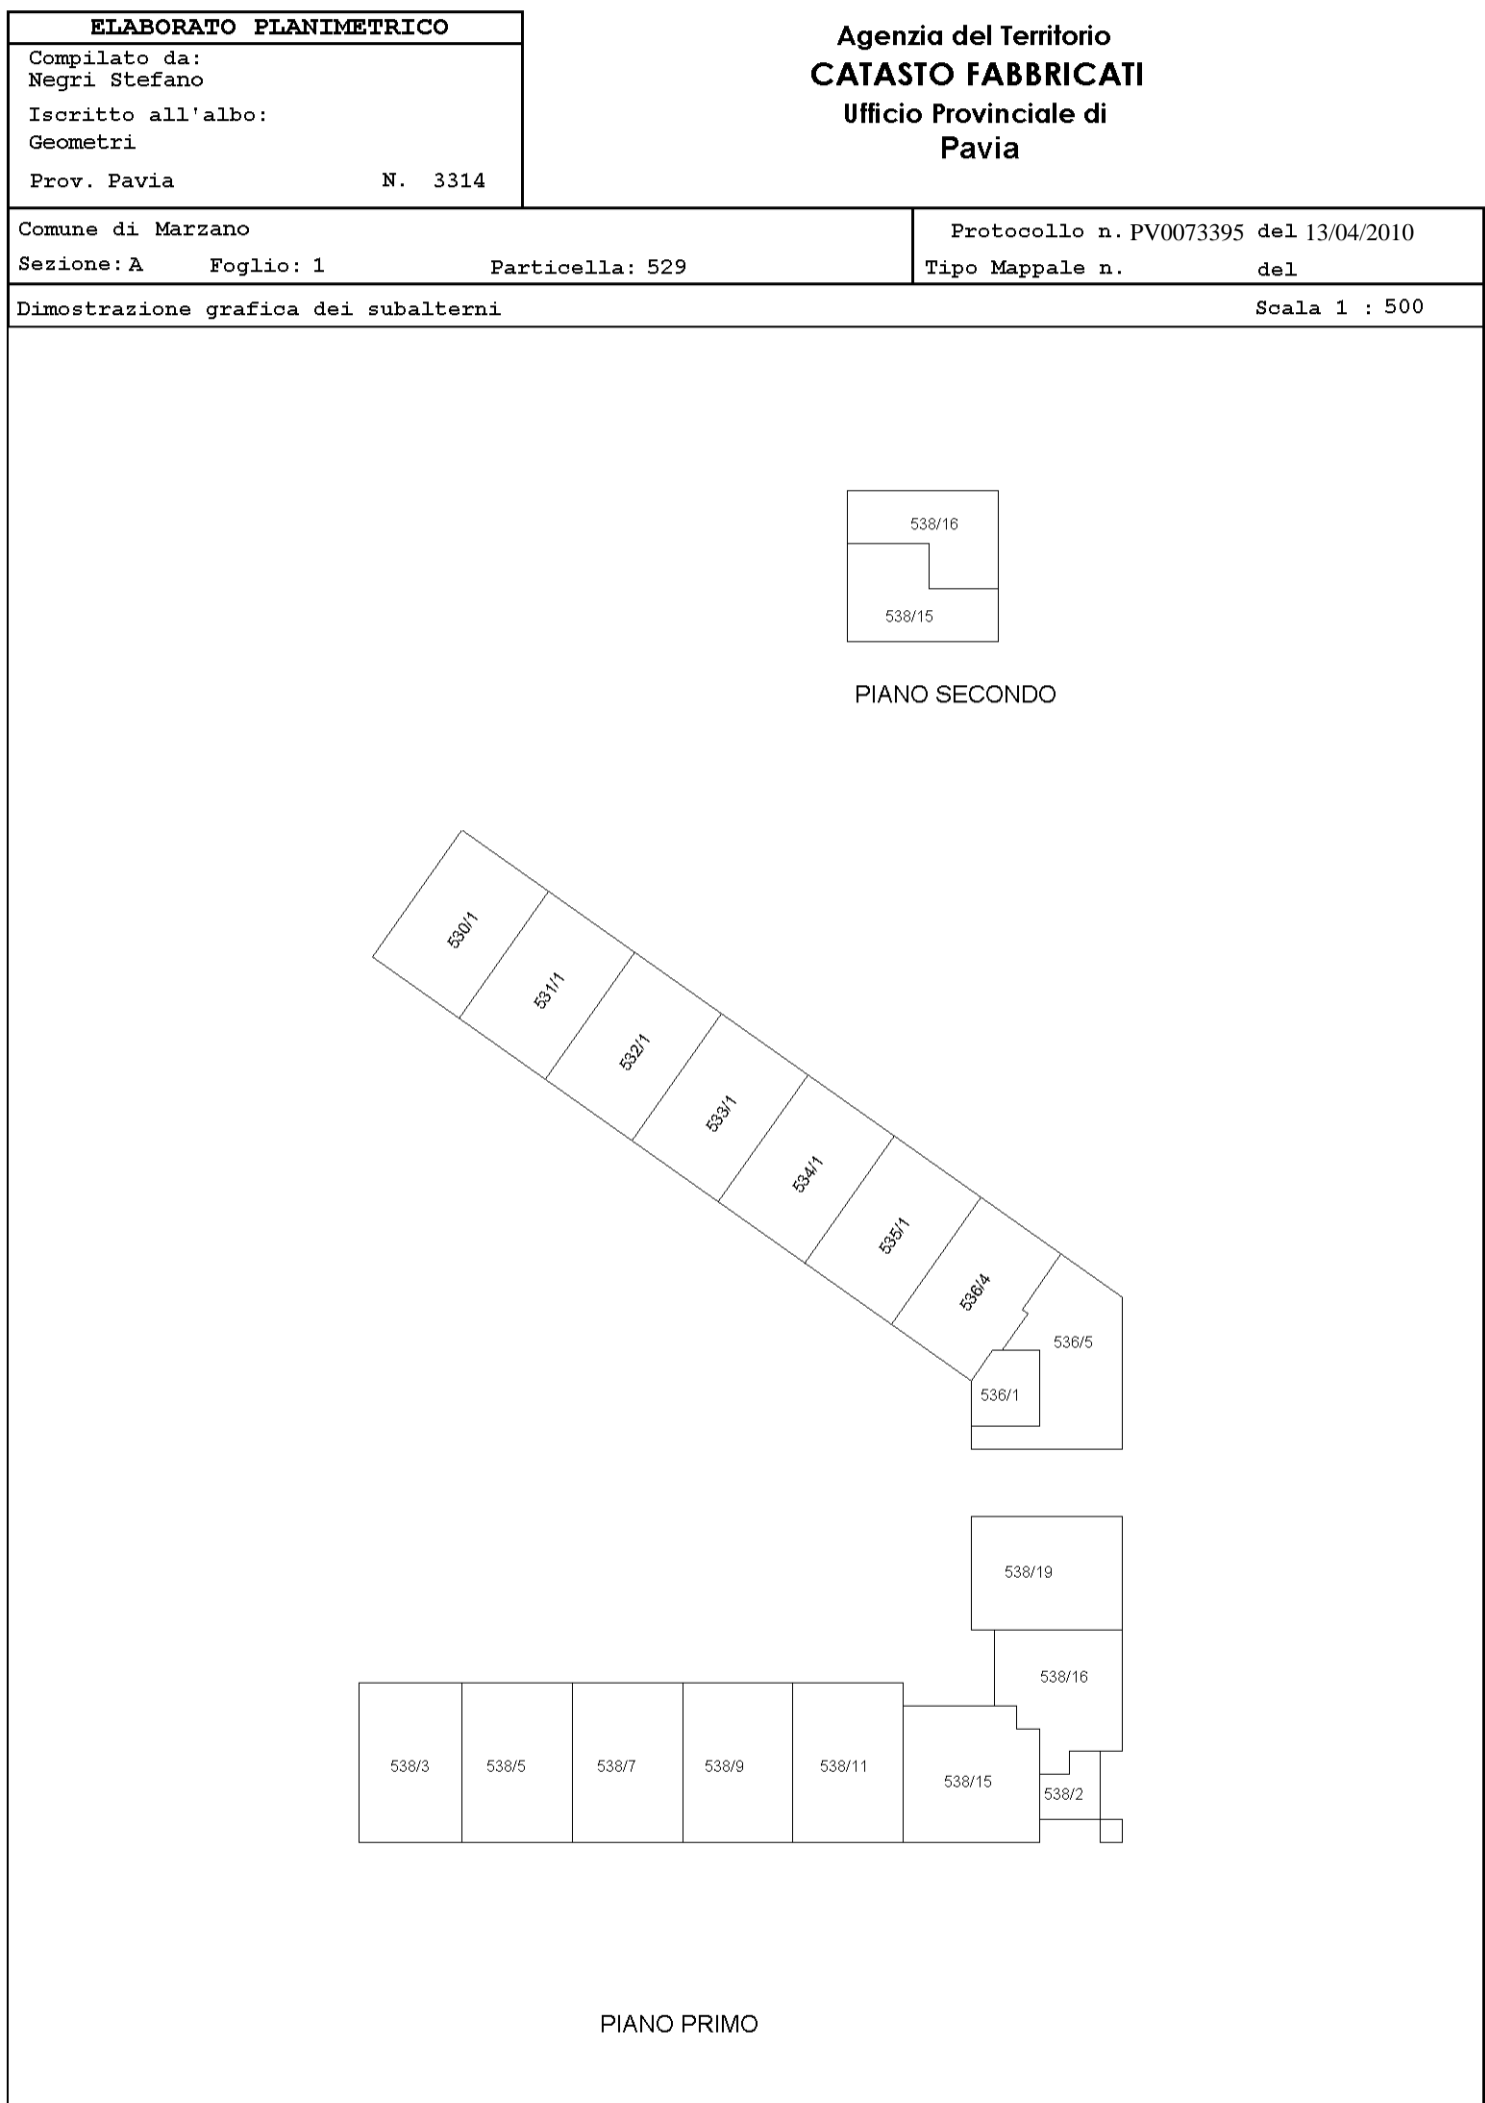 ELABORATO PLANIMETRICO
Compilato da:
Negri Stefano
Iscritto all'albo:
Geometri
Prov. Pavia N. 3314
Agenzia del Territorio
CATASTO FABBRICATI
Ufficio Provinciale di
Pavia
Comune di Marzano
Sezione: A Foglio: 1 Particella: 529
Protocollo n. PV0073395 del 13/04/2010
Tipo Mappale n. del
Dimostrazione grafica dei subalterni Scala 1 : 500
538/16
538/15
PIANO SECONDO
530/1
531/1
532/1
533/1
534/1
535/1
536/4
536/5
536/1
538/19
538/16
538/3 538/5 538/7 538/9 538/11 538/15 538/2
PIANO PRIMO